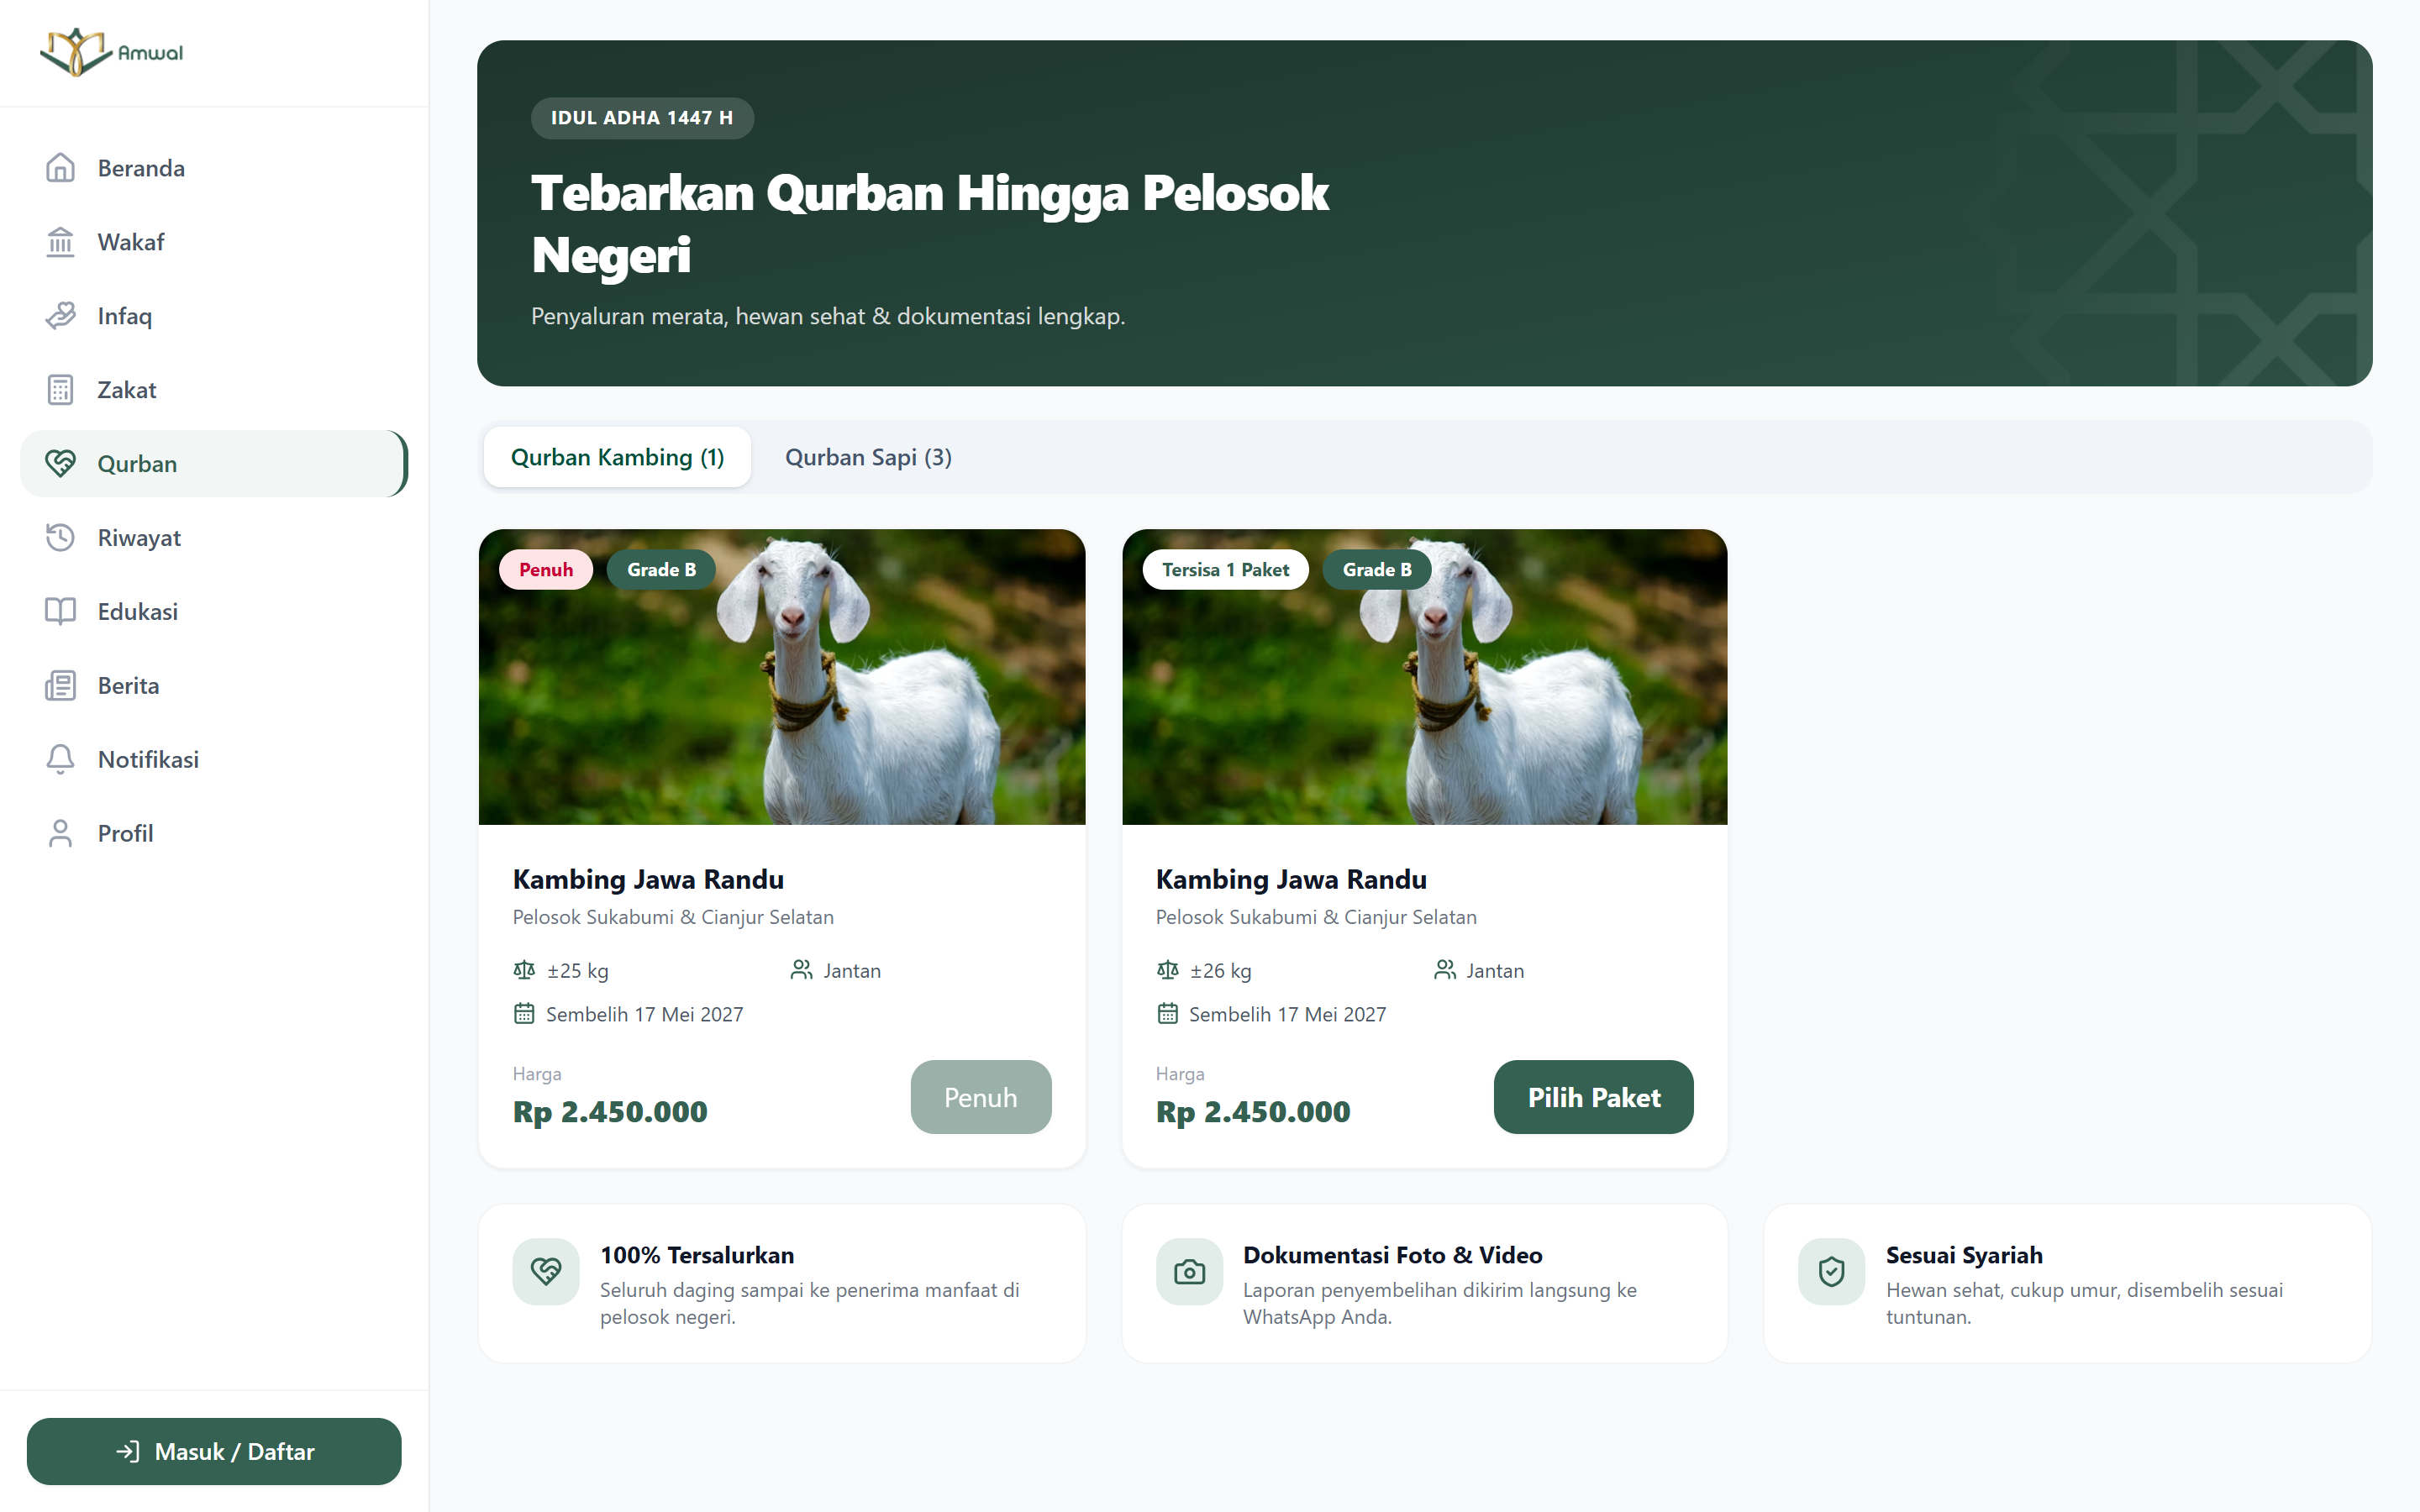 Amwal
Beranda
Wakaf
Infaq
Zakat
Qurban
Riwayat
Edukasi
Berita
Notifikasi
Profil
Masuk / Daftar
IDUL ADHA 1447 H
Tebarkan Qurban Hingga Pelosok
Negeri
Penyaluran merata, hewan sehat & dokumentasi lengkap.
Qurban Kambing (1)
Qurban Sapi (3)
Penuh
Grade B
Kambing Jawa Randu
Pelosok Sukabumi & Cianjur Selatan
±25 kg
Jantan
Sembelih 17 Mei 2027
Harga
Rp 2.450.000
Penuh
Tersisa 1 Paket
Grade B
Kambing Jawa Randu
Pelosok Sukabumi & Cianjur Selatan
±26 kg
Jantan
Sembelih 17 Mei 2027
Harga
Rp 2.450.000
Pilih Paket
100% Tersalurkan
Seluruh daging sampai ke penerima manfaat di
pelosok negeri.
Dokumentasi Foto & Video
Laporan penyembelihan dikirim langsung ke
WhatsApp Anda.
Sesuai Syariah
Hewan sehat, cukup umur, disembelih sesuai
tuntunan.